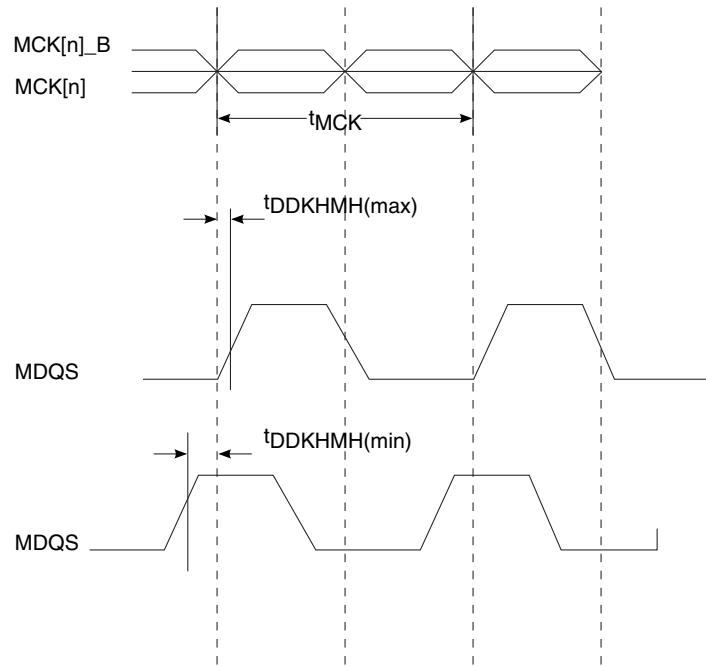 MCK[n]_B
MCK[n]
tMCK
tDDKHMH(max)
MDQS
tDDKHMH(min)
MDQS